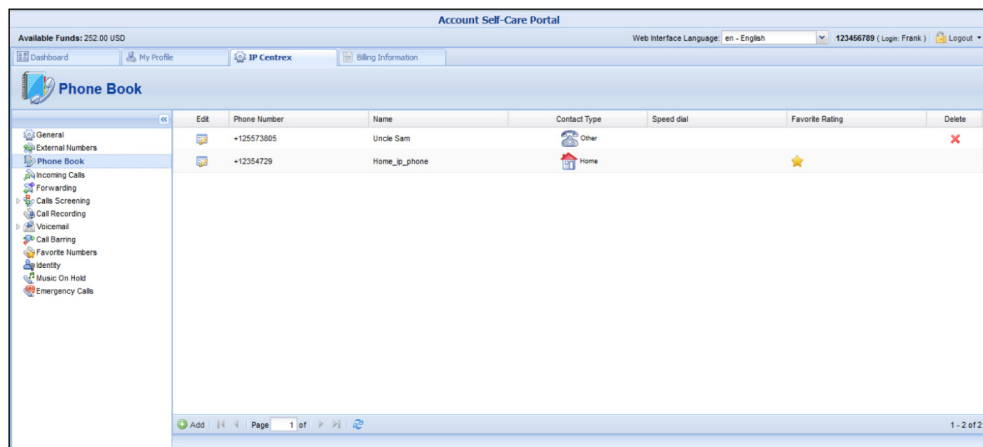 Account Self-Care Portal
Available Funds: 252.00 USD Web Interface Language: en - English 123456789 ( Login: Frank ) Logout
Dashboard My Profile IP Centrex Billing Information
Phone Book
Edit Phone Number Name Contact Type Speed dial Favorite Rating Delete
+125573805 Uncle Sam Other
+12354729 Home_ip_phone Home
General
External Numbers
Phone Book
Incoming Calls
Forwarding
Calls Screening
Call Recording
Voicemail
Call Barring
Favorite Numbers
Identity
Music On Hold
Emergency Calls
Add Page 1 of 1 - 2 of 2